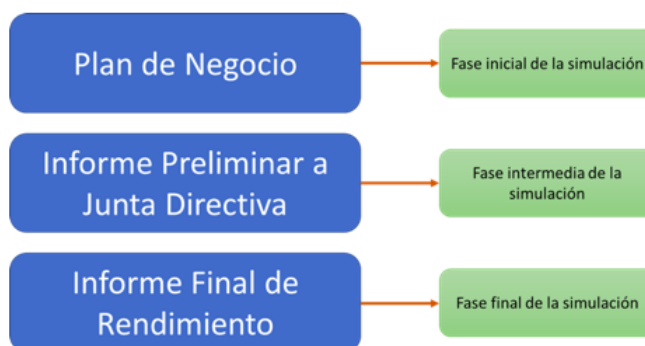 Plan de Negocio
Fase inicial de la simulación
Informe Preliminar a
Junta Directiva
Fase intermedia de la
simulación
Informe Final de
Rendimiento
Fase final de la simulación